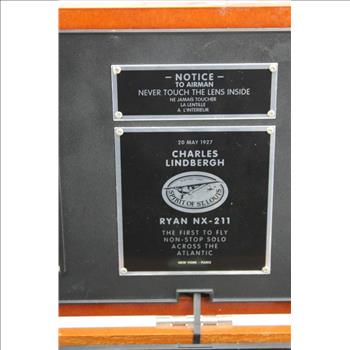 – NOTICE –
TO AIRMAN
NEVER TOUCH THE LENS INSIDE
NE JAMAIS TOUCHER
LA LENTILLE
A L'INTERIEUR
20 MAY 1927
CHARLES
LINDBERGH
SPIRIT OF ST. LOUIS
RYAN NX-211
THE FIRST TO FLY
NON-STOP SOLO
ACROSS THE
ATLANTIC
NEW YORK - PARIS